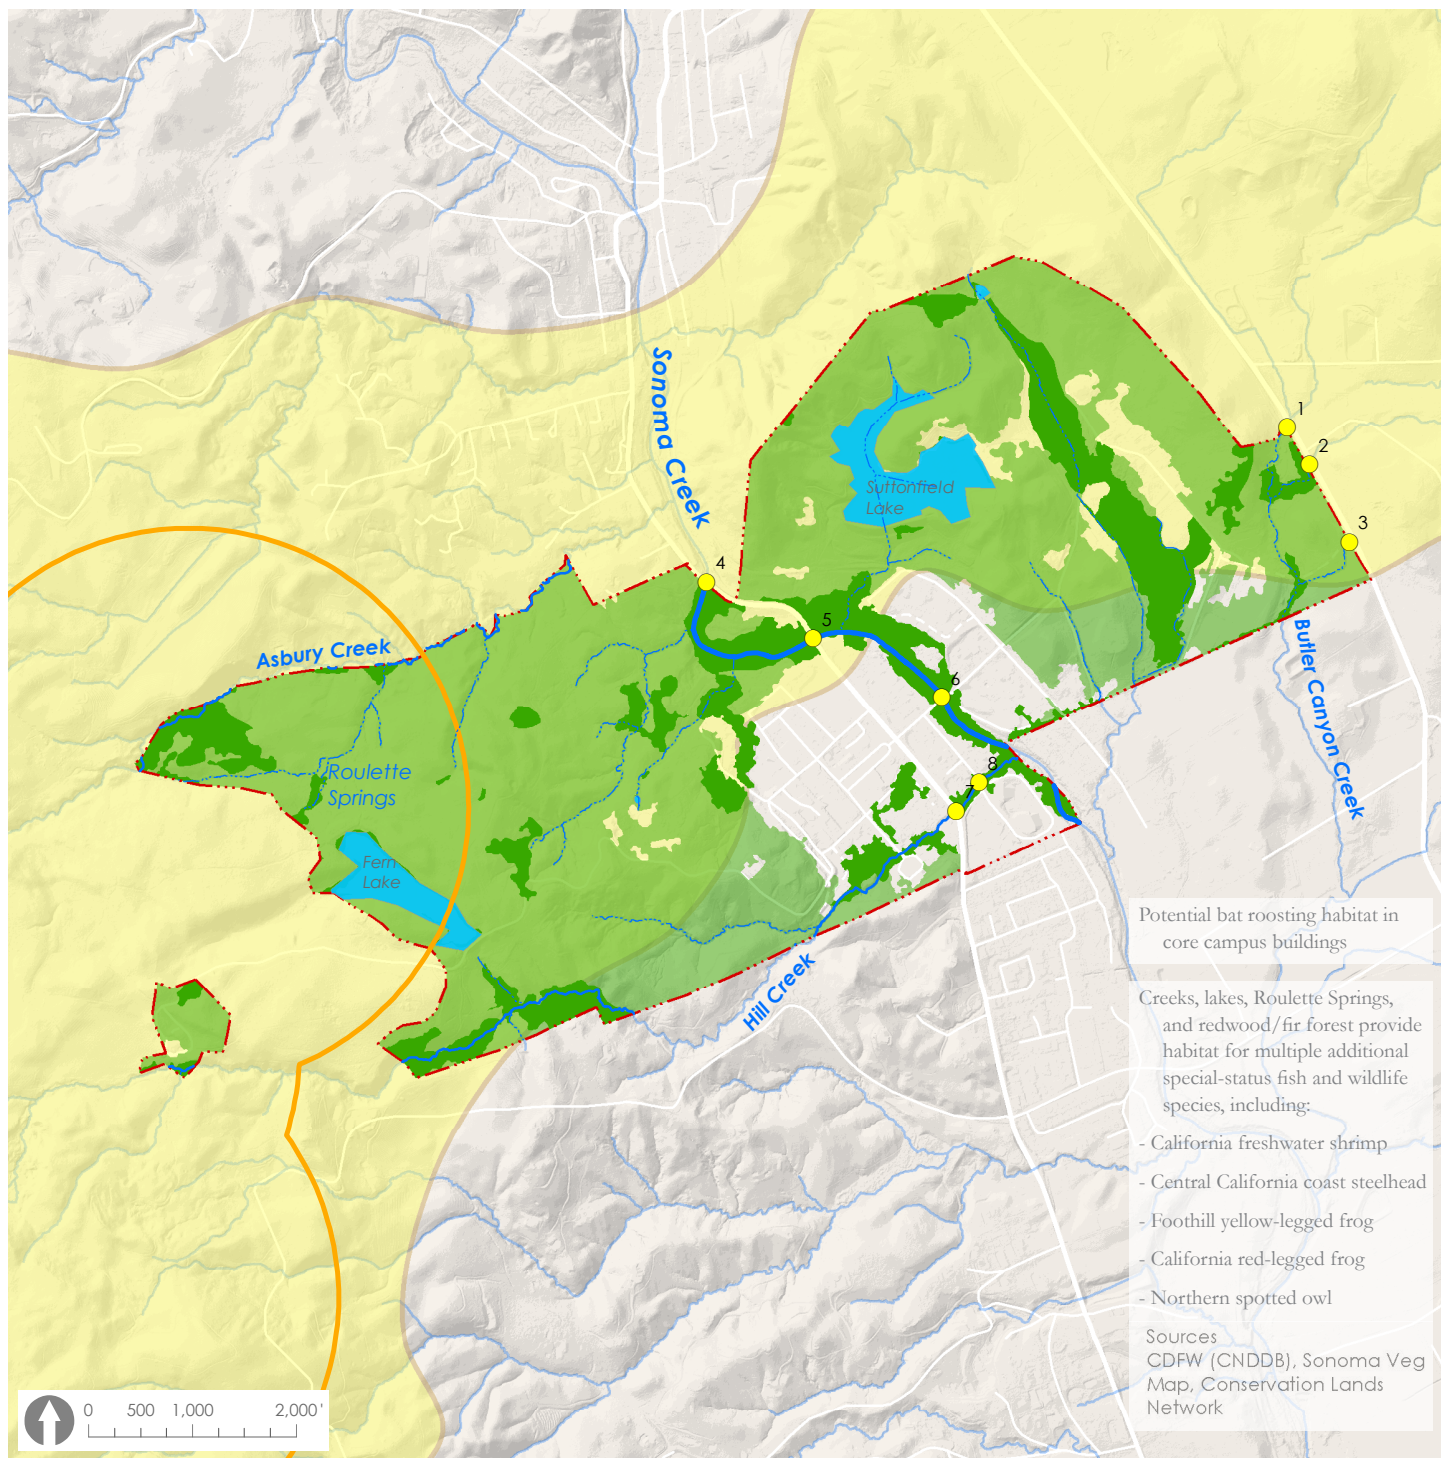 Sonoma Creek
1
2
3
Suttonfield
Lake
4
5
Asbury Creek
Butler Canyon Creek
6
Roulette
Springs
8
7
Fern
Lake
Hill Creek
Potential bat roosting habitat in
core campus buildings
Creeks, lakes, Roulette Springs,
and redwood/fir forest provide
habitat for multiple additional
special-status fish and wildlife
species, including:
- California freshwater shrimp
- Central California coast steelhead
- Foothill yellow-legged frog
- California red-legged frog
- Northern spotted owl
Sources
CDFW (CNDDB), Sonoma Veg
Map, Conservation Lands
Network
0 500 1,000 2,000'